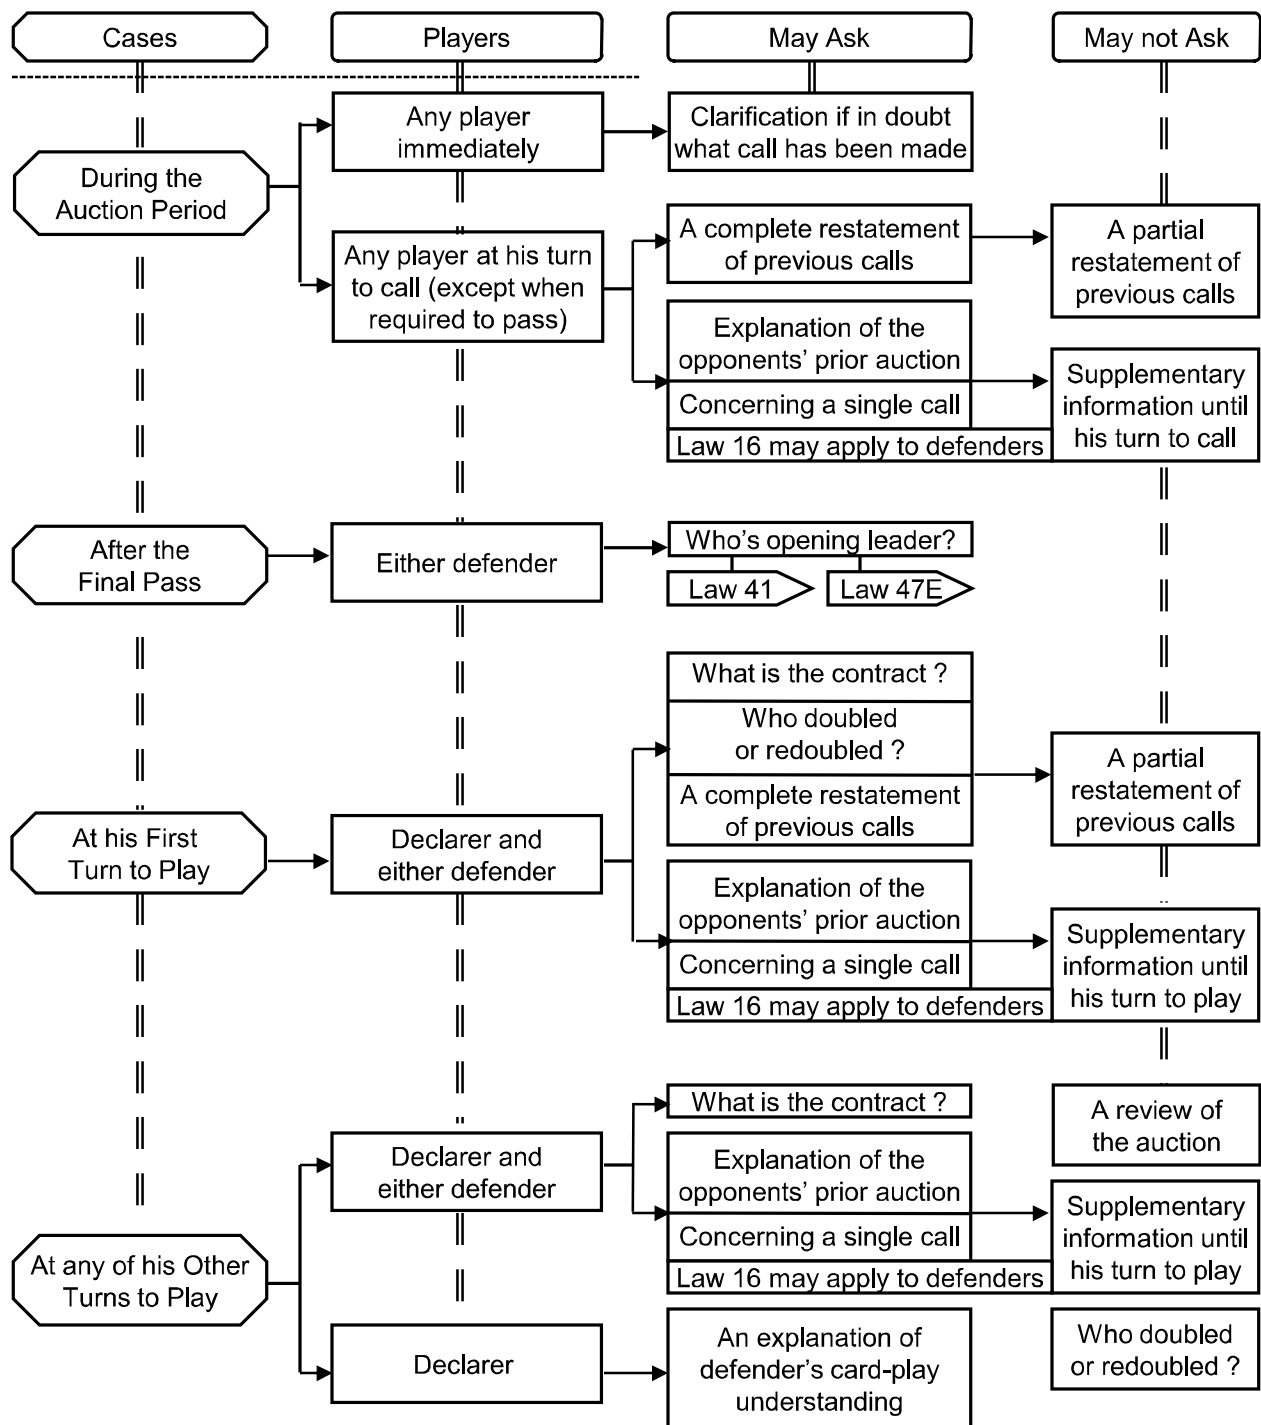 Cases
Players
May Ask
May not Ask
During the
Auction Period
Any player
immediately
Clarification if in doubt
what call has been made
Any player at his turn
to call (except when
required to pass)
A complete restatement
of previous calls
A partial
restatement of
previous calls
Explanation of the
opponents’ prior auction
Concerning a single call
Law 16 may apply to defenders
Supplementary
information until
his turn to call
After the
Final Pass
Either defender
Who’s opening leader?
Law 41
Law 47E
At his First
Turn to Play
Declarer and
either defender
What is the contract ?
Who doubled
or redoubled ?
A complete restatement
of previous calls
A partial
restatement of
previous calls
Explanation of the
opponents’ prior auction
Concerning a single call
Law 16 may apply to defenders
Supplementary
information until
his turn to play
At any of his Other
Turns to Play
Declarer and
either defender
What is the contract ?
A review of
the auction
Explanation of the
opponents’ prior auction
Concerning a single call
Law 16 may apply to defenders
Supplementary
information until
his turn to play
Declarer
An explanation of
defender’s card-play
understanding
Who doubled
or redoubled ?